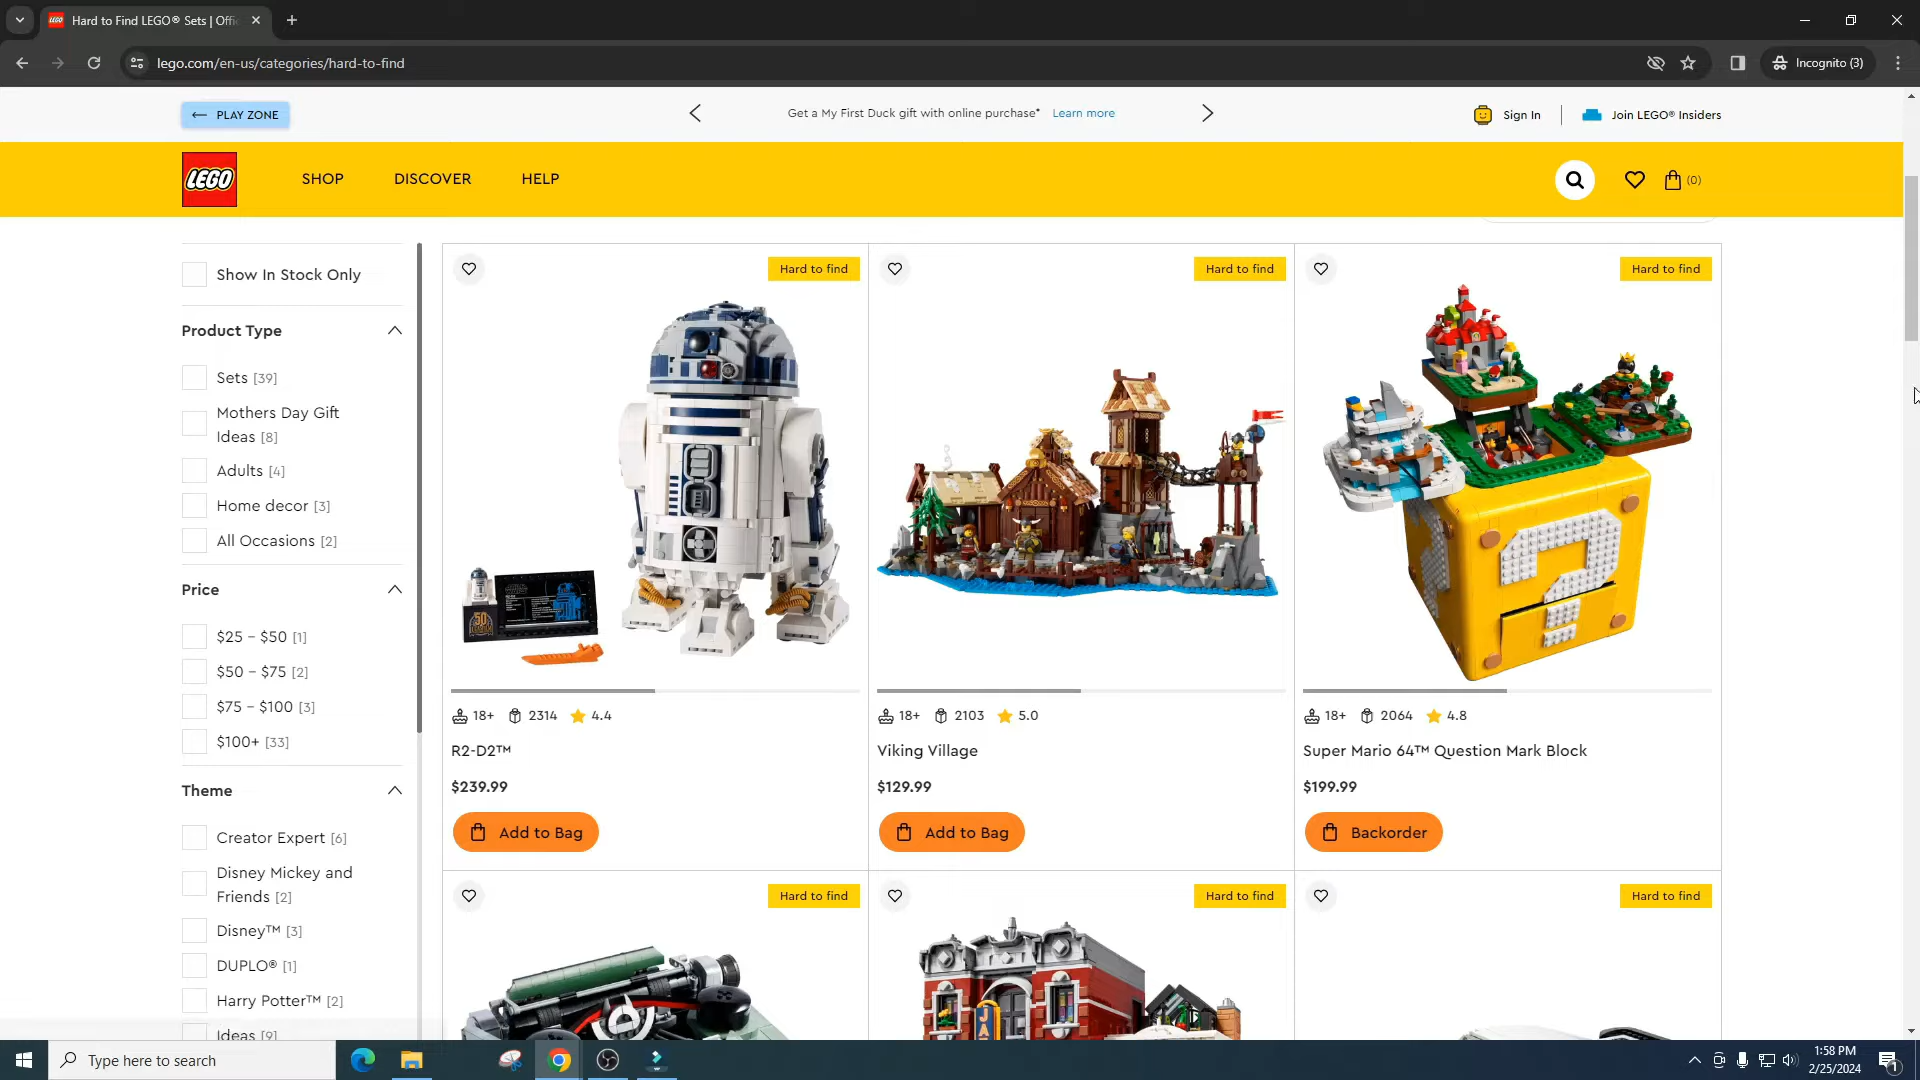 Hard to Find LEGO® Sets | Offi
lego.com/en-us/categories/hard-to-find
Incognito (3)
PLAY ZONE
Get a My First Duck gift with online purchase* Learn more
Sign In
Join LEGO® Insiders
LEGO
SHOP
DISCOVER
HELP
(0)
Show In Stock Only
Product Type
Sets [39]
Mothers Day Gift
Ideas [8]
Adults [4]
Home decor [3]
All Occasions [2]
Price
$25 – $50 [1]
$50 – $75 [2]
$75 – $100 [3]
$100+ [33]
Theme
Creator Expert [6]
Disney Mickey and
Friends [2]
Disney™ [3]
DUPLO® [1]
Harry Potter™ [2]
Ideas [9]
Hard to find
18+ 2314 4.4
R2-D2™
$239.99
Add to Bag
Hard to find
18+ 2103 5.0
Viking Village
$129.99
Add to Bag
Hard to find
18+ 2064 4.8
Super Mario 64™ Question Mark Block
$199.99
Backorder
Hard to find
Hard to find
JA
Hard to find
Type here to search
1:58 PM
2/25/2024
1